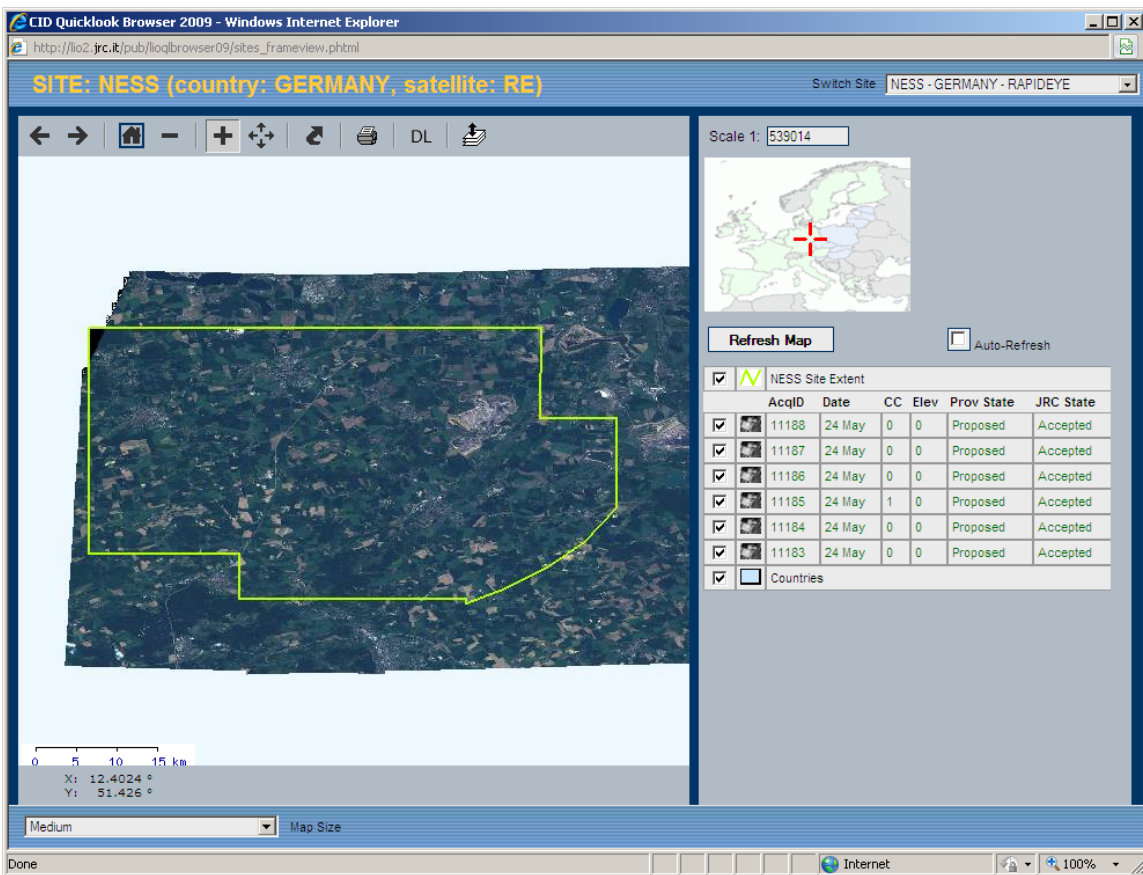 CID Quicklook Browser 2009 - Windows Internet Explorer
http://lio2.jrc.it/pub/lioqlbrowser09/sites_frameview.phtml
SITE: NESS (country: GERMANY, satellite: RE)
Switch Site NESS - GERMANY - RAPIDEYE
DL
Scale 1: 539014
Refresh Map
Auto-Refresh
NESS Site Extent
AcqID Date CC Elev Prov State JRC State
11188 24 May 0 0 Proposed Accepted
11187 24 May 0 0 Proposed Accepted
11186 24 May 0 0 Proposed Accepted
11185 24 May 1 0 Proposed Accepted
11184 24 May 0 0 Proposed Accepted
11183 24 May 0 0 Proposed Accepted
Countries
0 5 10 15 km
X: 12.4024 °
Y: 51.426 °
Medium Map Size
Done Internet 100%